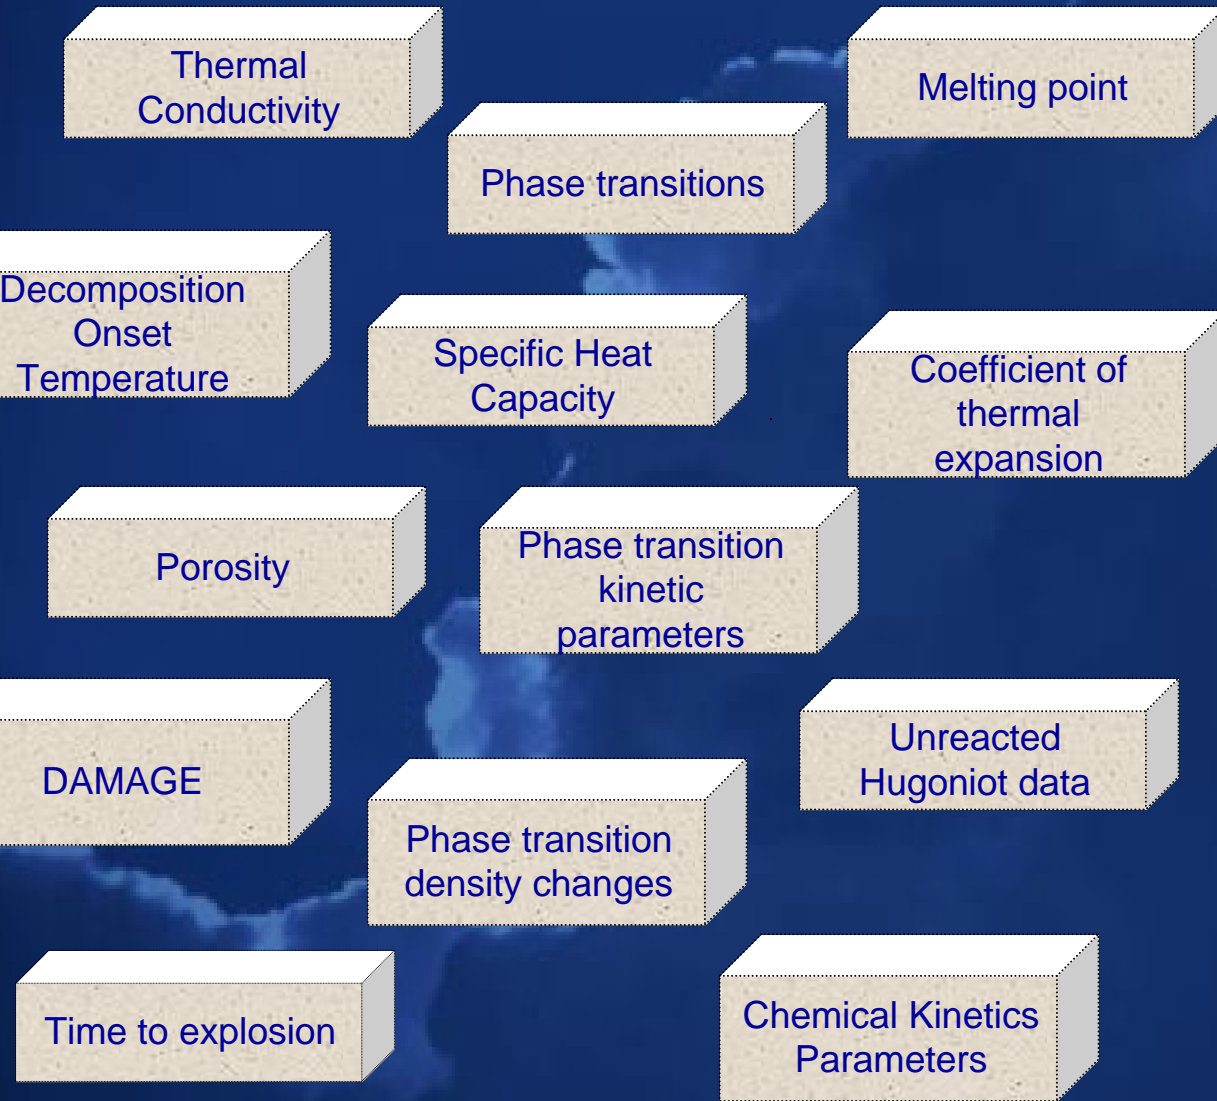 Thermal
Conductivity
Melting point
Phase transitions
Decomposition
Onset
Temperature
Specific Heat
Capacity
Coefficient of
thermal
expansion
Porosity
Phase transition
kinetic
parameters
DAMAGE
Unreacted
Hugoniot data
Phase transition
density changes
Time to explosion
Chemical Kinetics
Parameters